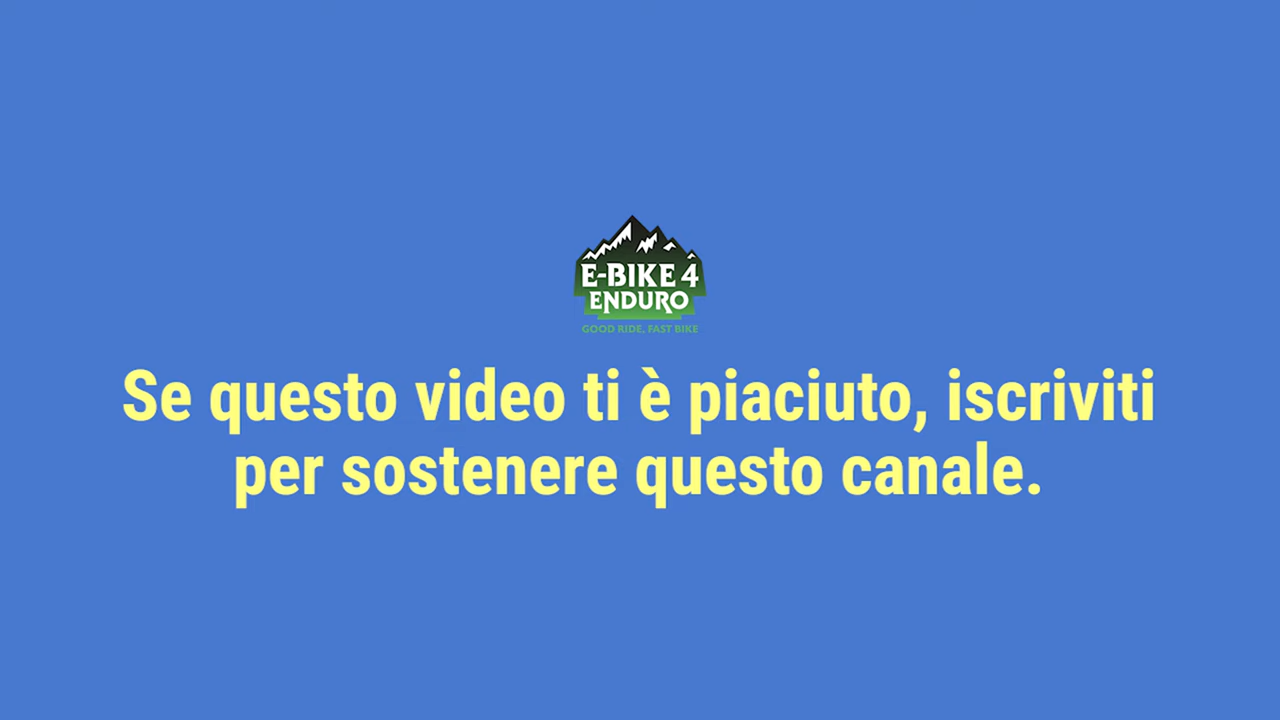 E-BIKE 4
ENDURO
GOOD RIDE, FAST BIKE
Se questo video ti è piaciuto, iscriviti
per sostenere questo canale.